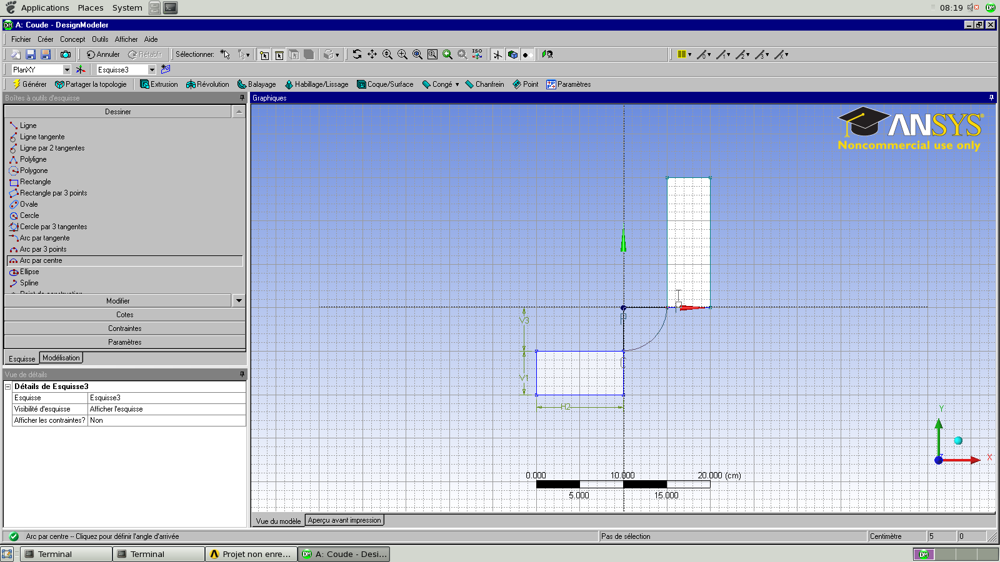 Applications Places System 08:19
A: Coude - DesignModeler
Fichier Créer Concept Outils Afficher Aide
Annuler Rétablir Sélectionner: ISO
PlanXY Esquisse3
Générer Partager la topologie Extrusion Révolution Balayage Habillage/Lissage Coque/Surface Congé Chanfrein Point Paramètres
Boîtes à outils d'esquisse
Dessiner
Ligne
Ligne tangente
Ligne par 2 tangentes
Polyligne
Polygone
Rectangle
Rectangle par 3 points
Ovale
Cercle
Cercle par 3 tangentes
Arc par tangente
Arc par 3 points
Arc par centre
Ellipse
Spline
Point de construction
Modifier
Cotes
Contraintes
Paramètres
Esquisse Modélisation
Vue de détails
Détails de Esquisse3
Esquisse Esquisse3
Visibilité d'esquisse Afficher l'esquisse
Afficher les contraintes? Non
Graphiques
ANSYS
Noncommercial use only
V3
V1
H2
C
Y
X
0.000 10.000 20.000 (cm)
5.000 15.000
Vue du modèle Aperçu avant impression
Arc par centre -- Cliquez pour définir l'angle d'arrivée Pas de sélection Centimètre 5 0
Terminal Terminal Projet non enre... A: Coude - Desi...